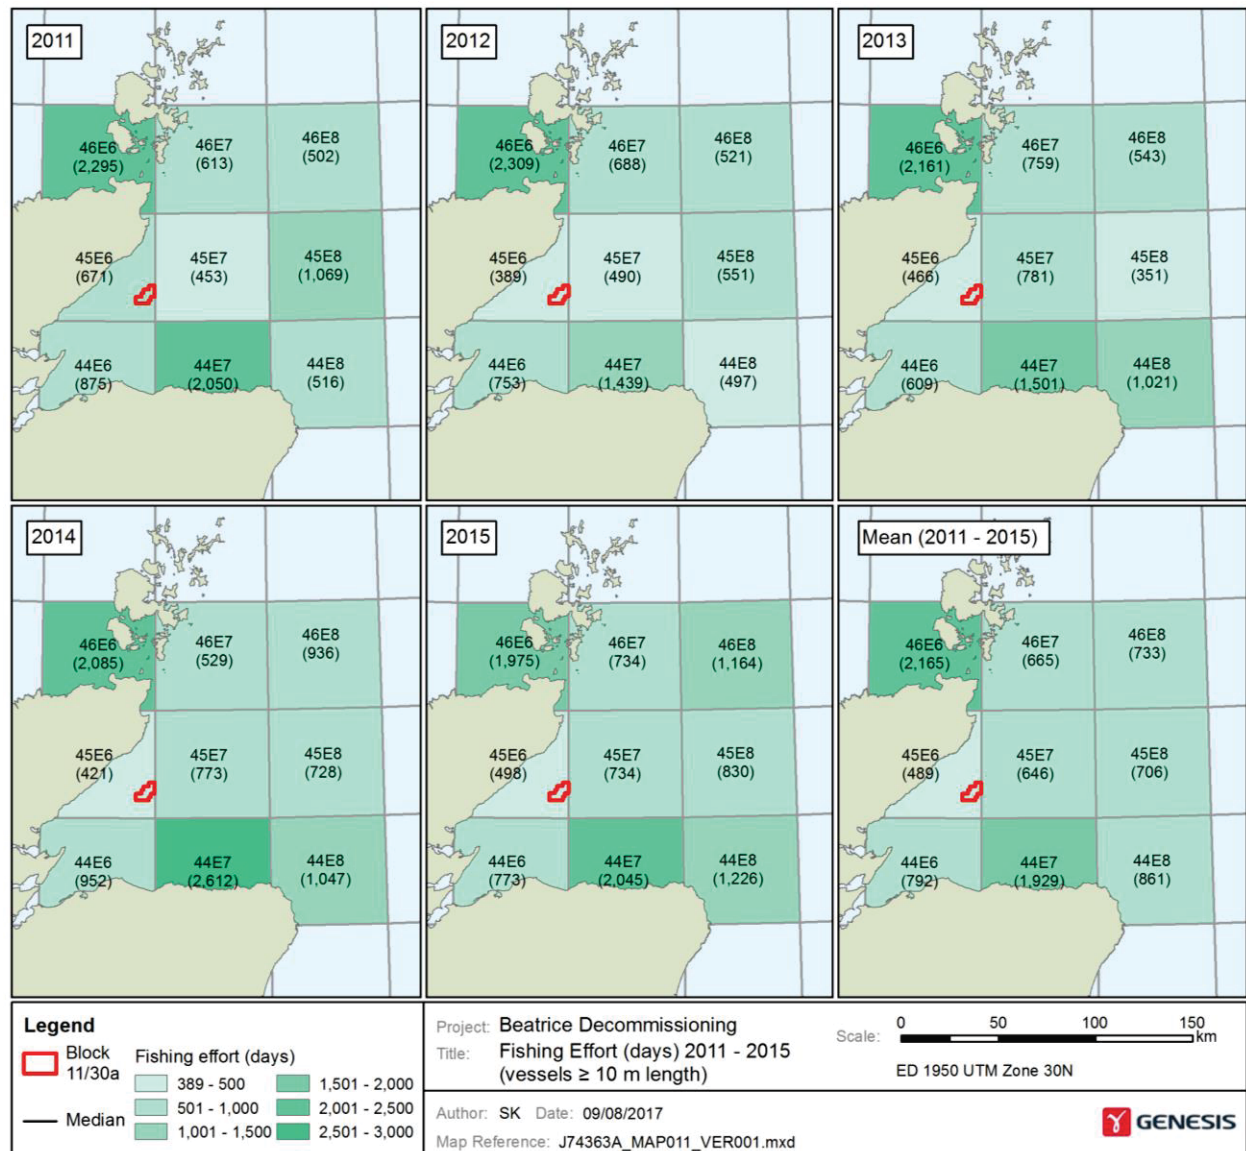 2011
46E6
(2,295)
46E7
(613)
46E8
(502)
45E6
(671)
45E7
(453)
45E8
(1,069)
44E6
(875)
44E7
(2,050)
44E8
(516)
2012
46E6
(2,309)
46E7
(688)
46E8
(521)
45E6
(389)
45E7
(490)
45E8
(551)
44E6
(753)
44E7
(1,439)
44E8
(497)
2013
46E6
(2,161)
46E7
(759)
46E8
(543)
45E6
(466)
45E7
(781)
45E8
(351)
44E6
(609)
44E7
(1,501)
44E8
(1,021)
2014
46E6
(2,085)
46E7
(529)
46E8
(936)
45E6
(421)
45E7
(773)
45E8
(728)
44E6
(952)
44E7
(2,612)
44E8
(1,047)
2015
46E6
(1,975)
46E7
(734)
46E8
(1,164)
45E6
(498)
45E7
(734)
45E8
(830)
44E6
(773)
44E7
(2,045)
44E8
(1,226)
Mean (2011 - 2015)
46E6
(2,165)
46E7
(665)
46E8
(733)
45E6
(489)
45E7
(646)
45E8
(706)
44E6
(792)
44E7
(1,929)
44E8
(861)
Legend
Block
11/30a
Median
Fishing effort (days)
389 - 500
501 - 1,000
1,001 - 1,500
1,501 - 2,000
2,001 - 2,500
2,501 - 3,000
Project: Beatrice Decommissioning
Title: Fishing Effort (days) 2011 - 2015
(vessels ≥ 10 m length)
Scale: 0 50 100 150
km
ED 1950 UTM Zone 30N
Author: SK Date: 09/08/2017
Map Reference: J74363A_MAP011_VER001.mxd
GENESIS